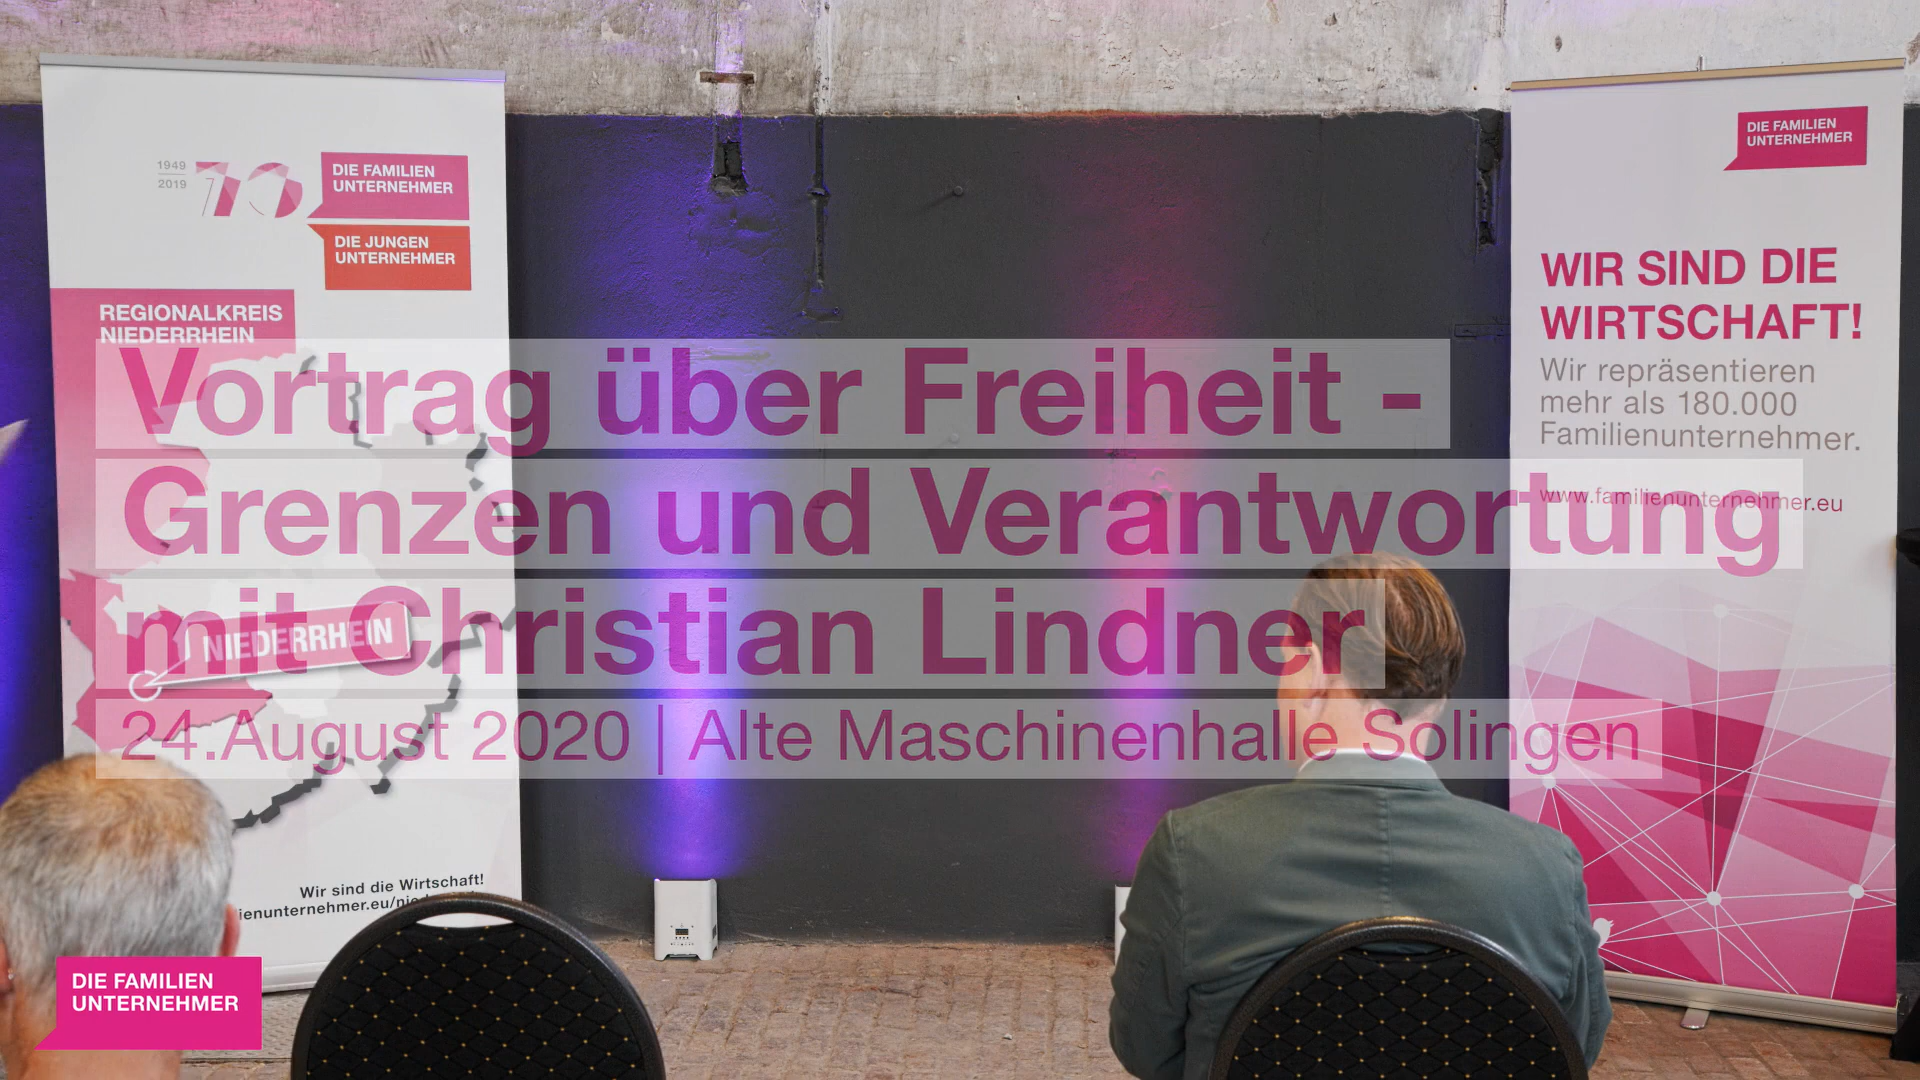 1949
2019
70
DIE FAMILIEN
UNTERNEHMER
DIE JUNGEN
UNTERNEHMER
REGIONALKREIS
NIEDERRHEIN
NIEDERRHEIN
Wir sind die Wirtschaft!
DIE FAMILIEN
UNTERNEHMER
WIR SIND DIE
WIRTSCHAFT!
Wir repräsentieren
mehr als 180.000
Familienunternehmer.
www.familienunternehmer.eu
Vortrag über Freiheit -
Grenzen und Verantwortung
mit Christian Lindner
24.August 2020 | Alte Maschinenhalle Solingen
DIE FAMILIEN
UNTERNEHMER